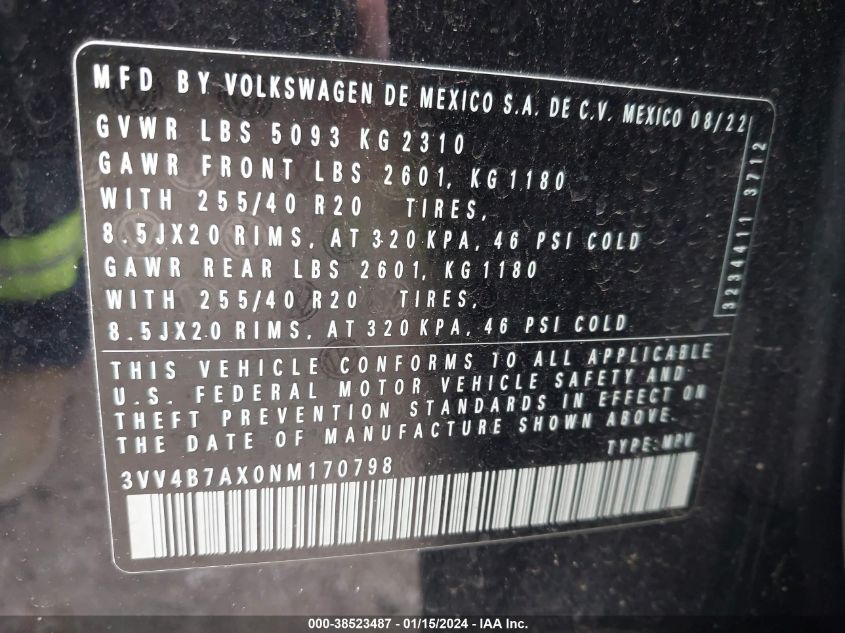 MFD BY VOLKSWAGEN DE MEXICO S.A. DE C.V. MEXICO 08/22
GVWR LBS 5093 KG 2310
GAWR FRONT LBS 2601, KG 1180
WITH 255/40 R20 TIRES,
8.5JX20 RIMS, AT 320 KPA, 46 PSI COLD
GAWR REAR LBS 2601, KG 1180
WITH 255/40 R20 TIRES,
8.5JX20 RIMS, AT 320 KPA, 46 PSI COLD
3234411 3712
THIS VEHICLE CONFORMS TO ALL APPLICABLE
U.S. FEDERAL MOTOR VEHICLE SAFETY AND
THEFT PREVENTION STANDARDS IN EFFECT ON
THE DATE OF MANUFACTURE SHOWN ABOVE.
TYPE:MPV
3VV4B7AX0NM170798
000-38523487 - 01/15/2024 - IAA Inc.